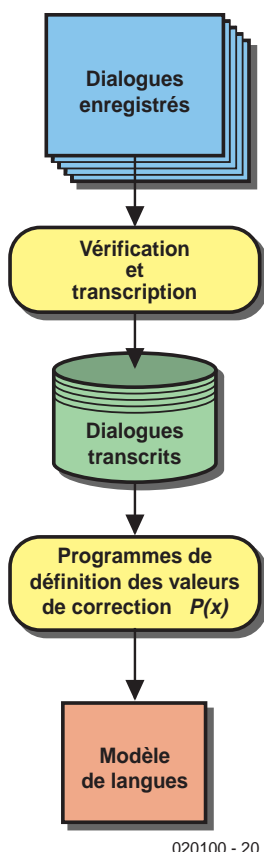 Dialogues
enregistrés
Vérification
et
transcription
Dialogues
transcrits
Programmes de
définition des valeurs
de correction P(x)
Modèle
de langues
020100 - 20